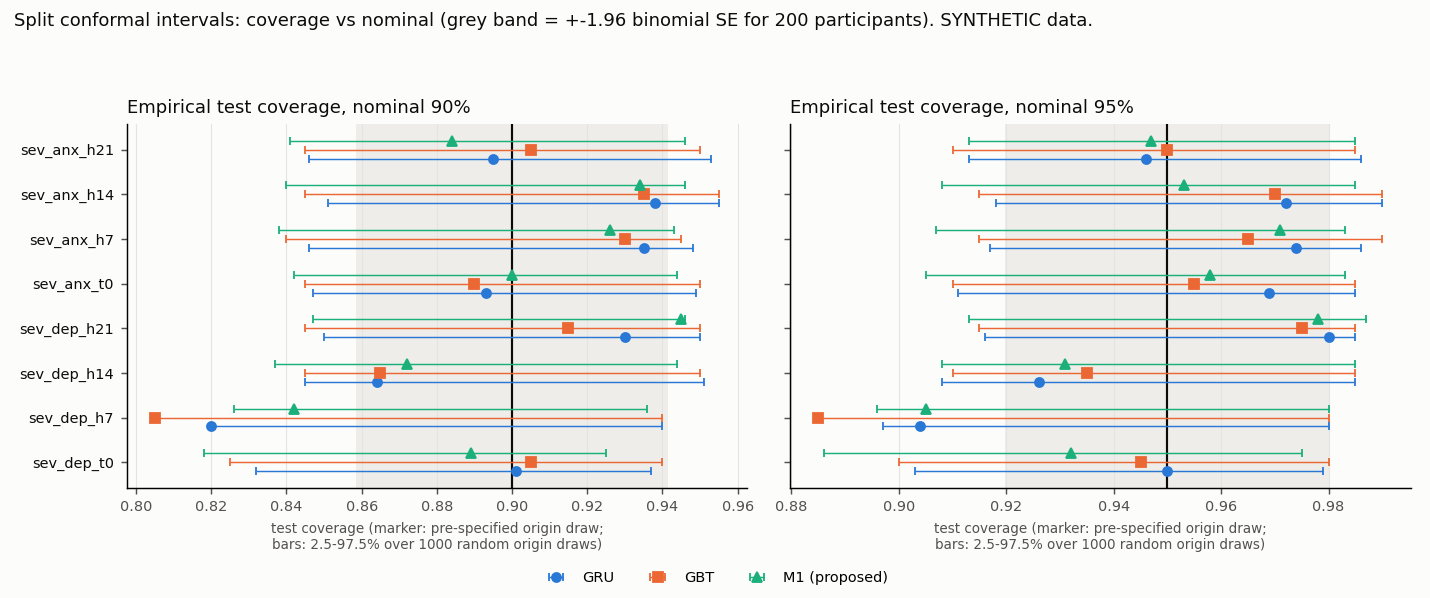 Split conformal intervals: coverage vs nominal (grey band = +-1.96 binomial SE for 200 participants). SYNTHETIC data.
Empirical test coverage, nominal 90%
Empirical test coverage, nominal 95%
sev_anx_h21
sev_anx_h14
sev_anx_h7
sev_anx_t0
sev_dep_h21
sev_dep_h14
sev_dep_h7
sev_dep_t0
0.80 0.82 0.84 0.86 0.88 0.90 0.92 0.94 0.96
0.88 0.90 0.92 0.94 0.96 0.98
test coverage (marker: pre-specified origin draw;
bars: 2.5-97.5% over 1000 random origin draws)
test coverage (marker: pre-specified origin draw;
bars: 2.5-97.5% over 1000 random origin draws)
GRU GBT M1 (proposed)